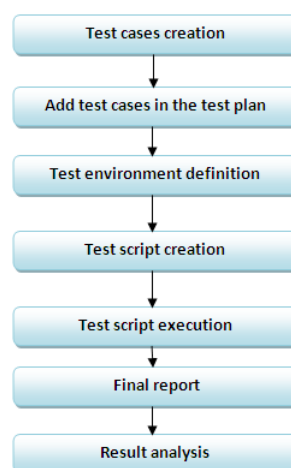 Test cases creation
Add test cases in the test plan
Test environment definition
Test script creation
Test script execution
Final report
Result analysis